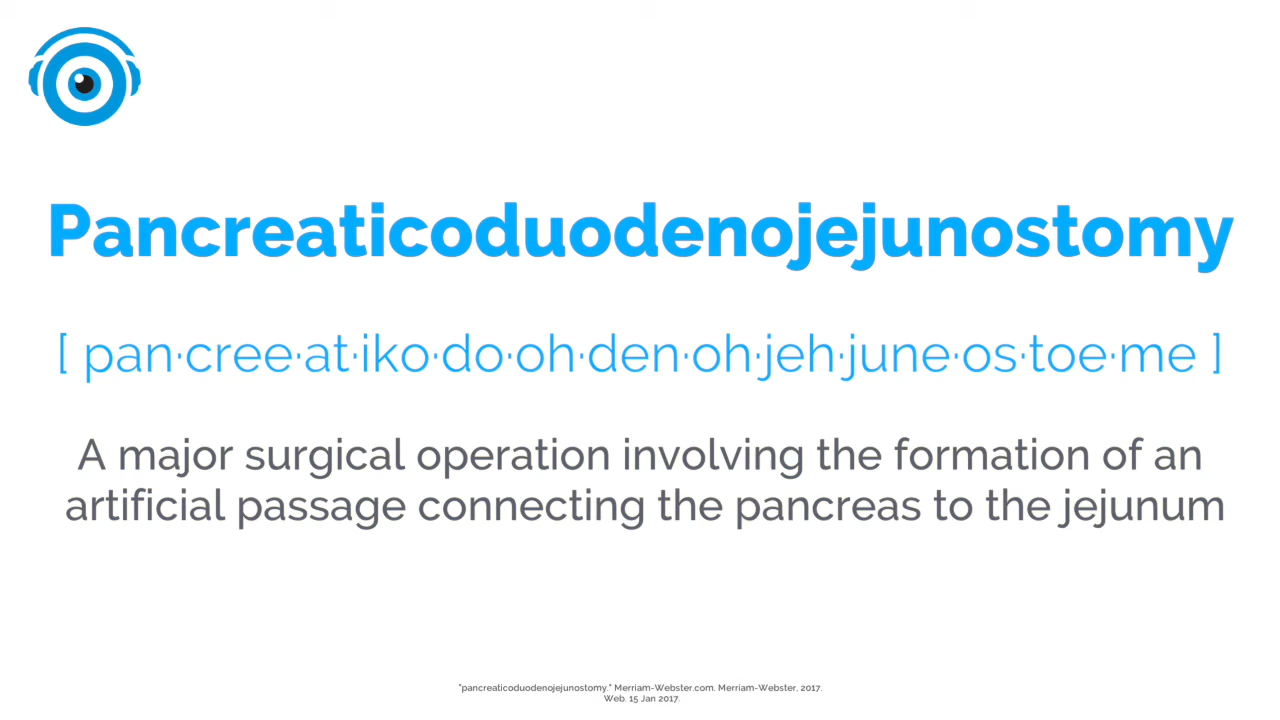 Pancreaticoduodenojejunostomy
[ pan·cree·at·iko·do·oh·den·oh·jeh·june·os·toe·me ]
A major surgical operation involving the formation of an
artificial passage connecting the pancreas to the jejunum
"pancreaticoduodenojejunostomy." Merriam-Webster.com. Merriam-Webster, 2017.
Web. 15 Jan 2017.